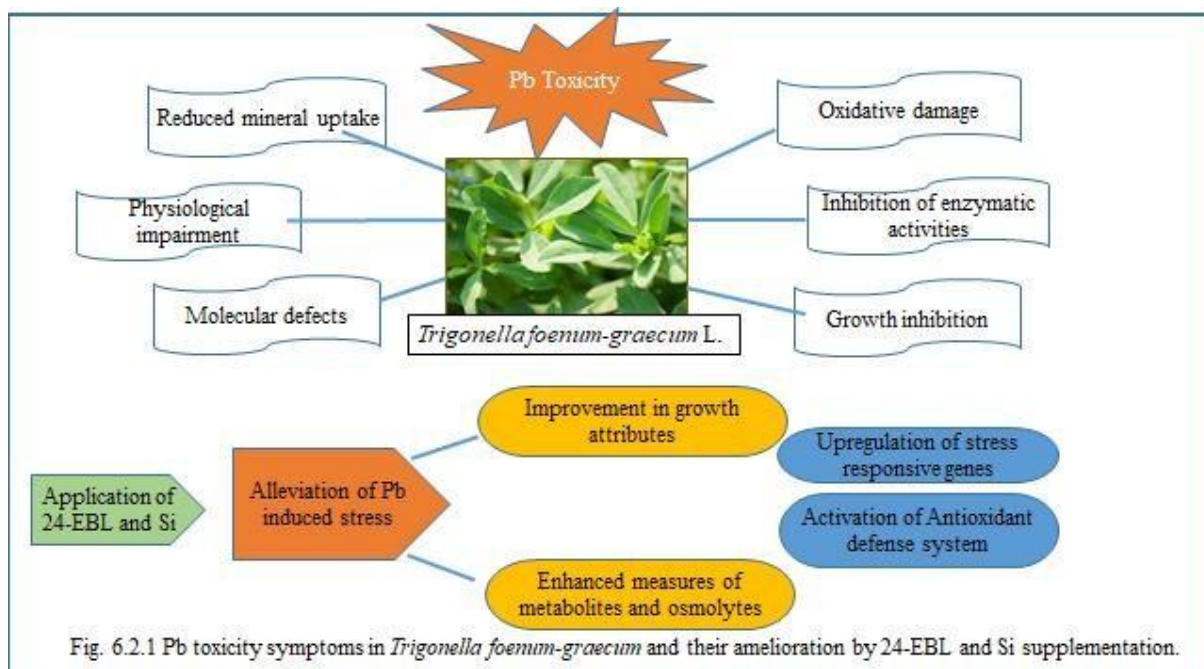 Pb Toxicity
Reduced mineral uptake
Oxidative damage
Physiological
impairment
Inhibition of enzymatic
activities
Molecular defects
Growth inhibition
Trigonella foenum-graecum L.
Improvement in growth
attributes
Upregulation of stress
responsive genes
Application of
24-EBL and Si
Alleviation of Pb
induced stress
Activation of Antioxidant
defense system
Enhanced measures of
metabolites and osmolytes
Fig. 6.2.1 Pb toxicity symptoms in Trigonella foenum-graecum and their amelioration by 24-EBL and Si supplementation.